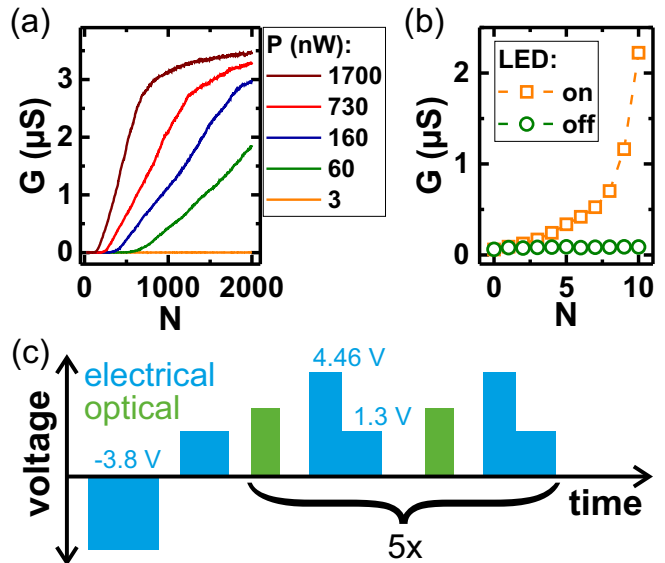 (a)
G (µS)
3
2
1
0
0
1000
2000
N
P (nW):
1700
730
160
60
3
(b)
G (µS)
2
1
0
0
5
10
N
LED:
on
off
(c)
voltage
electrical
optical
-3.8 V
4.46 V
1.3 V
time
5x